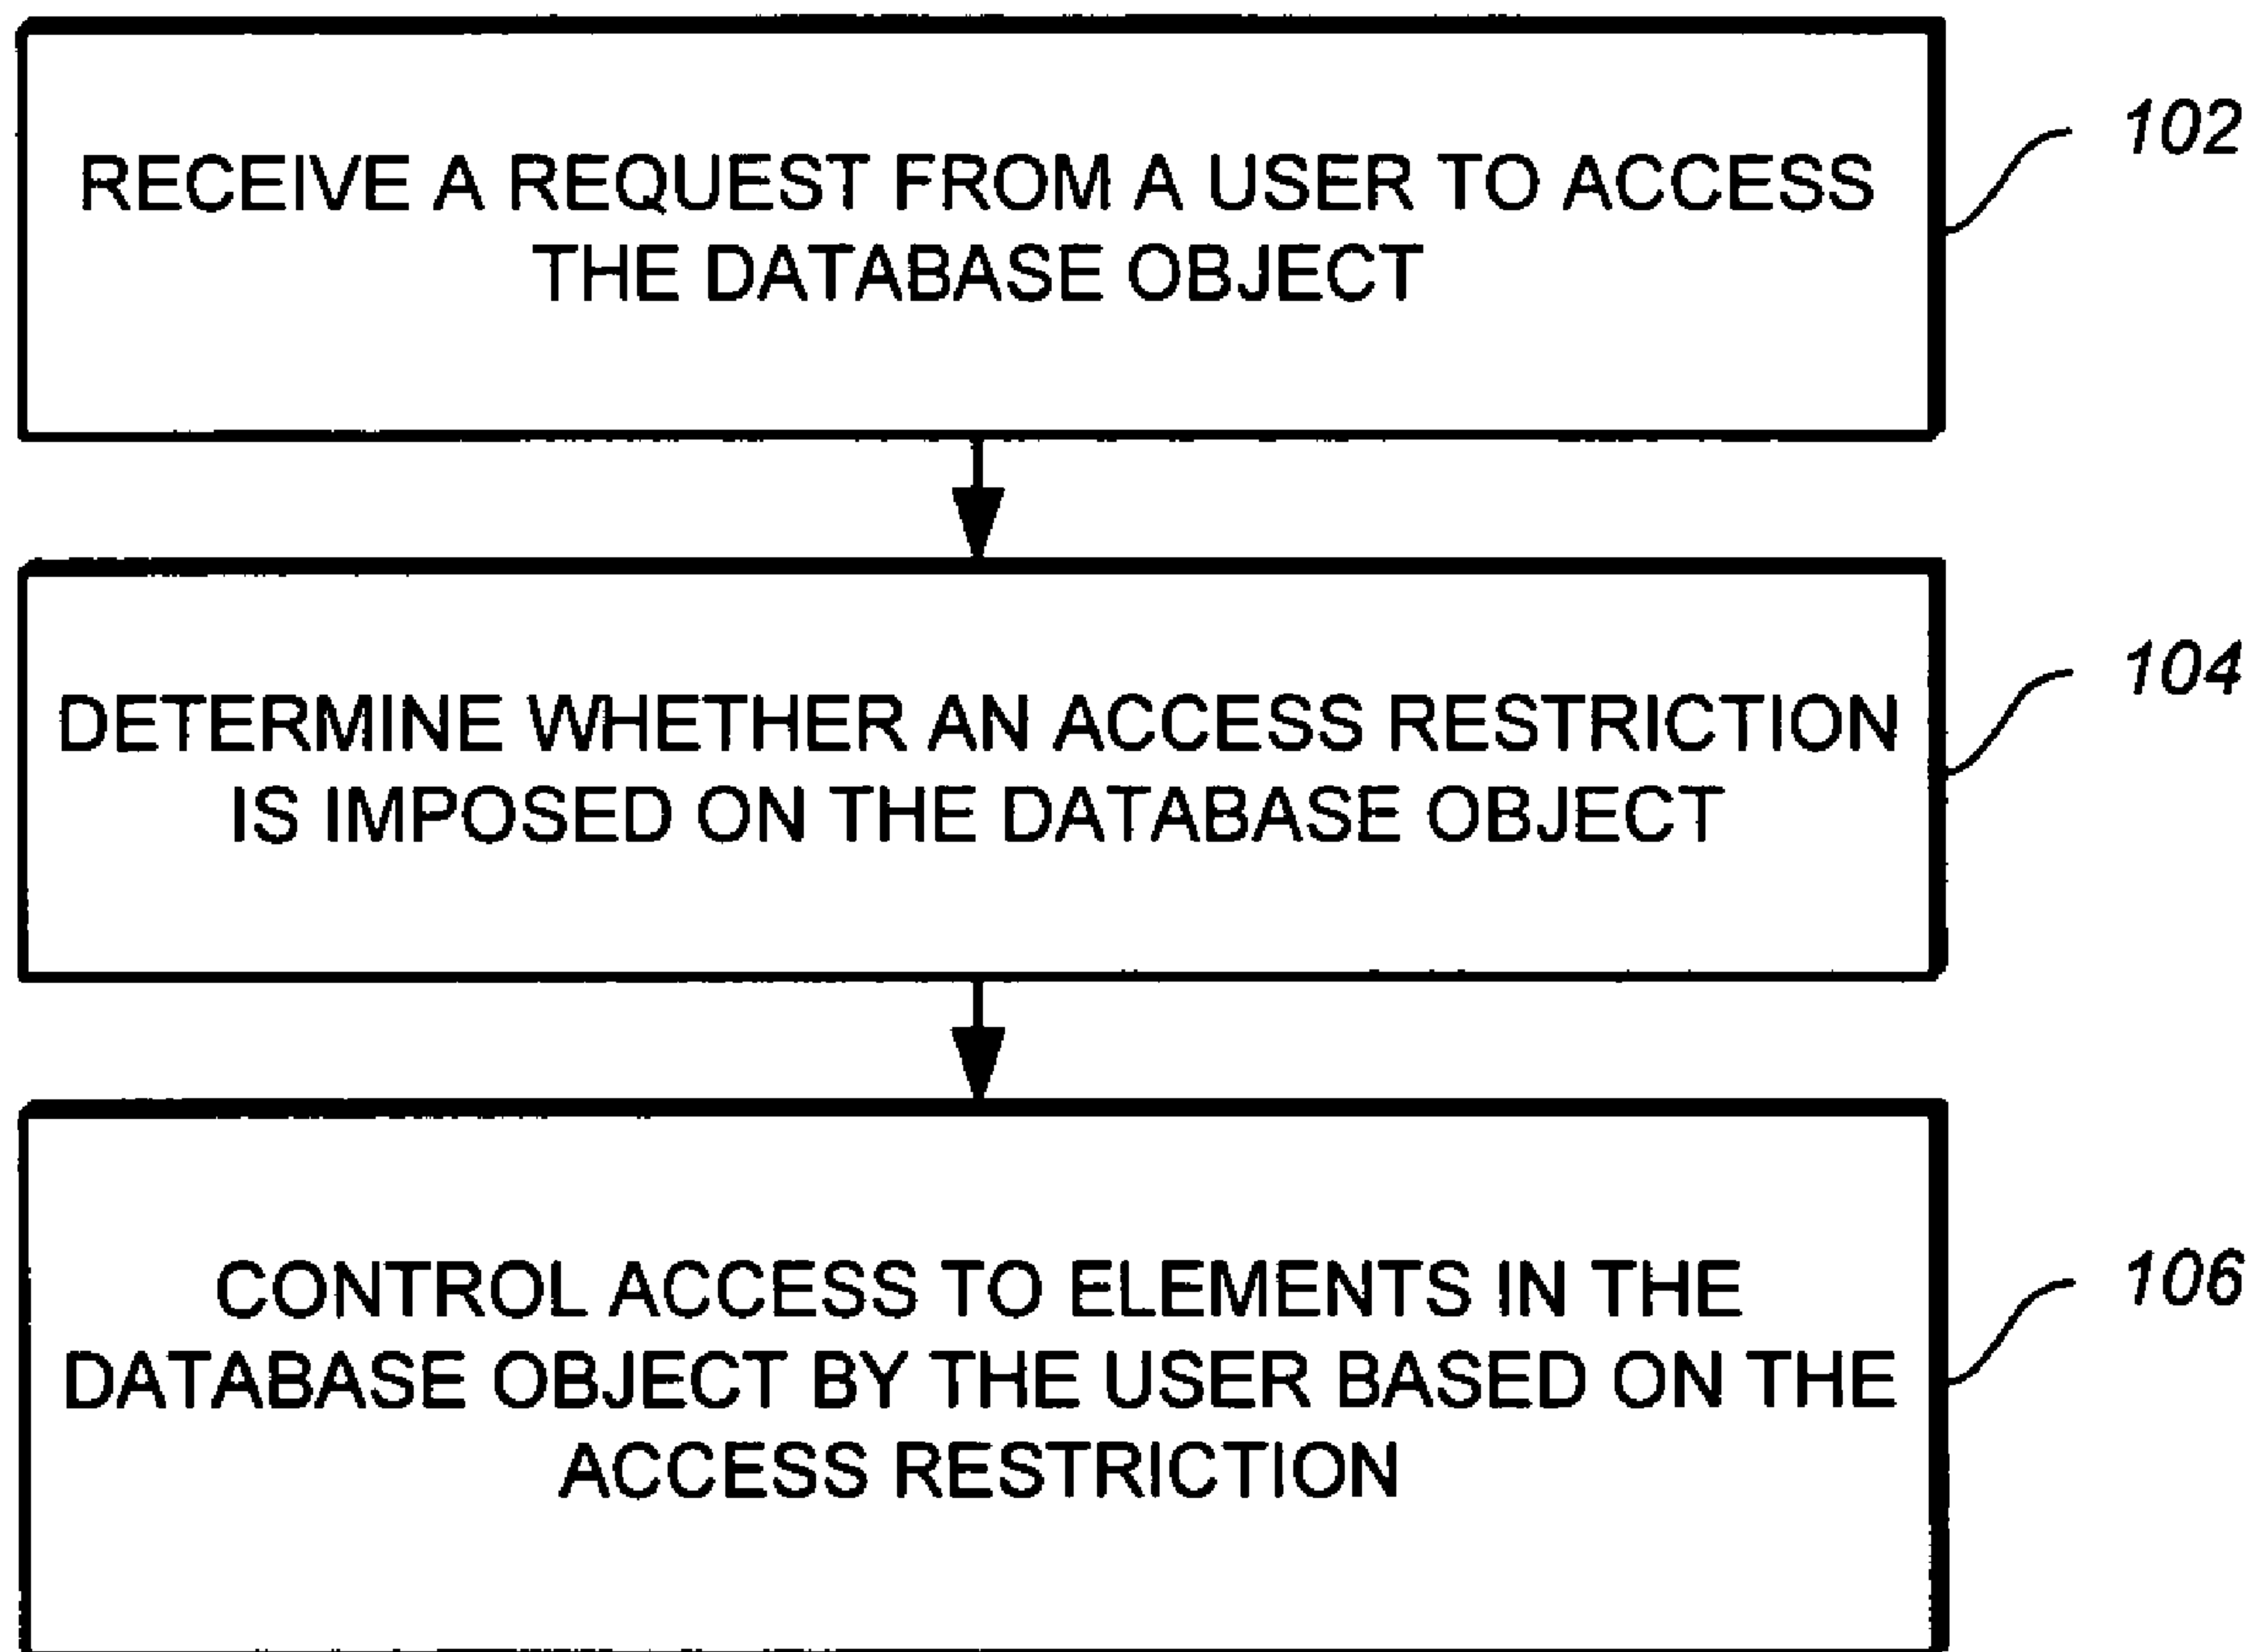 RECEIVE A REQUEST FROM A USER TO ACCESS
THE DATABASE OBJECT
102
DETERMINE WHETHER AN ACCESS RESTRICTION
IS IMPOSED ON THE DATABASE OBJECT
104
CONTROL ACCESS TO ELEMENTS IN THE
DATABASE OBJECT BY THE USER BASED ON THE
ACCESS RESTRICTION
106